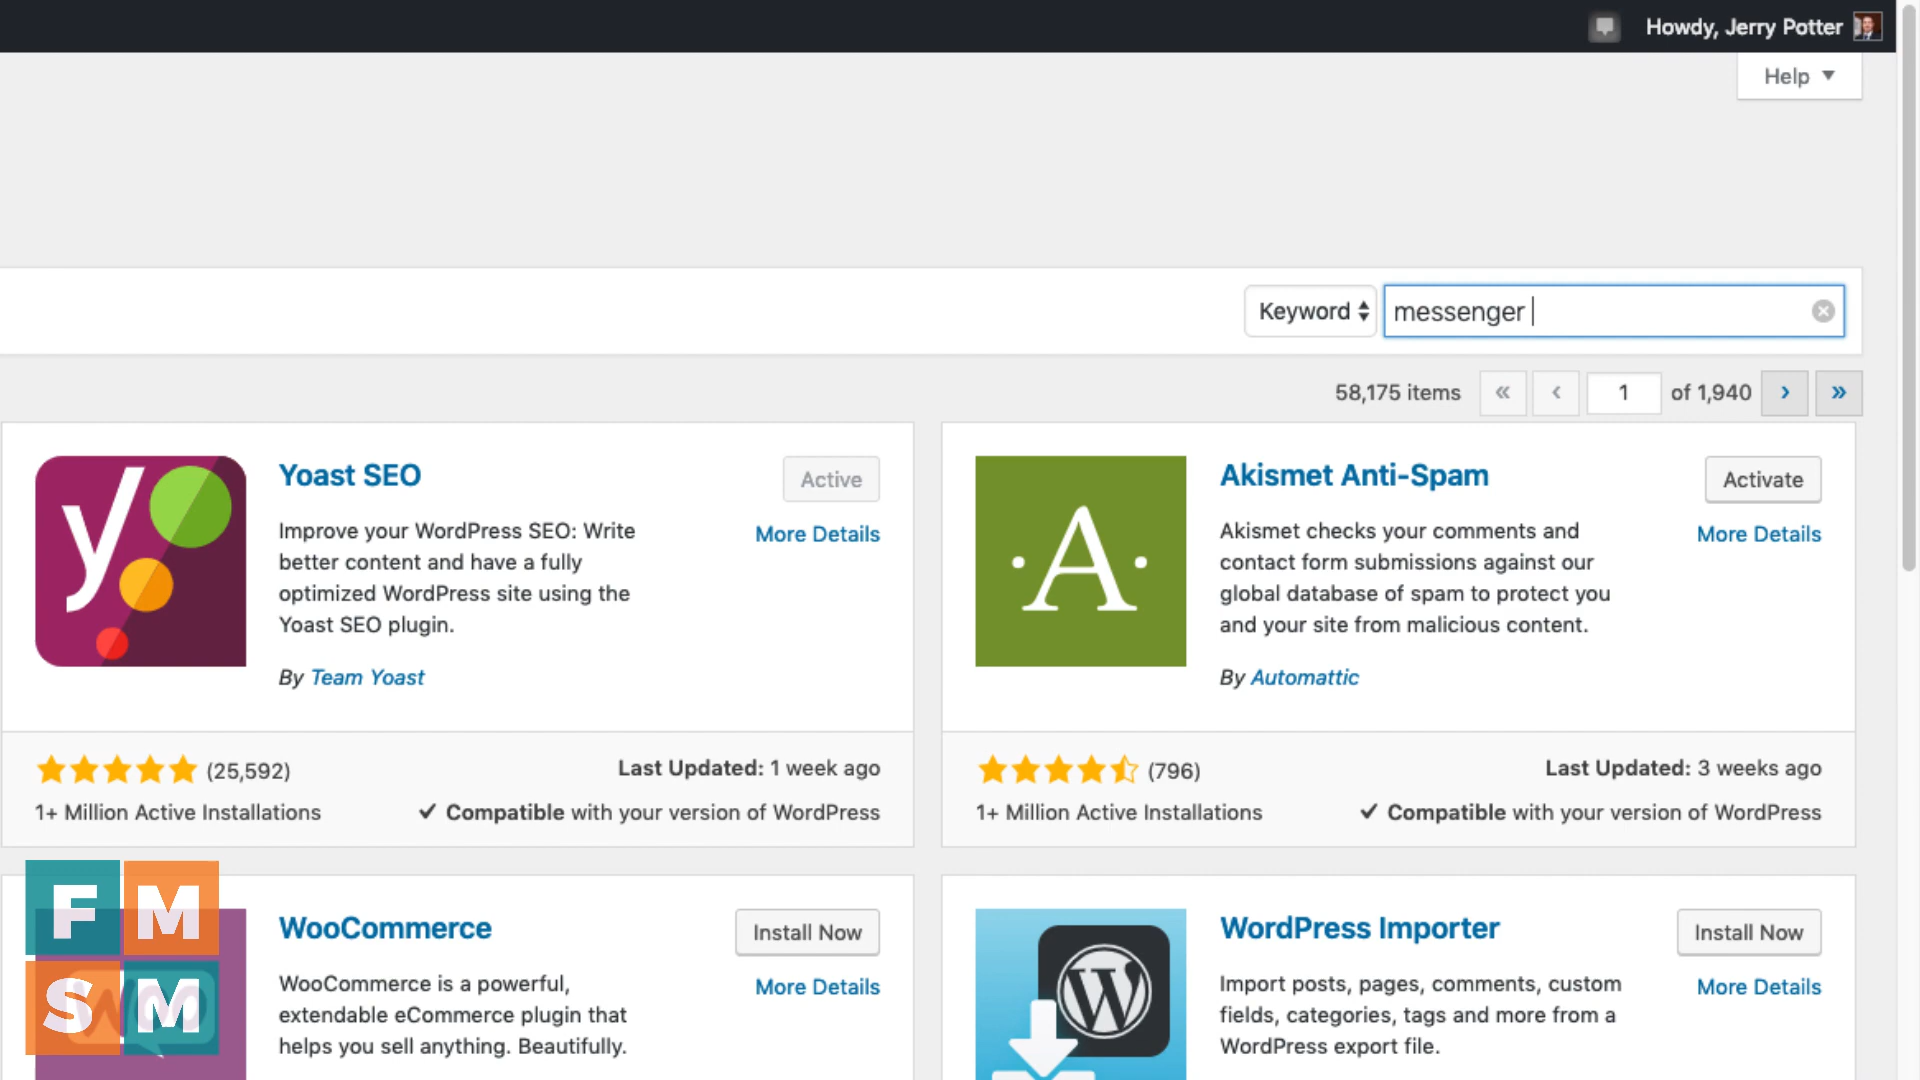 Howdy, Jerry Potter
Help
Keyword
messenger
58,175 items
«
‹
1
of 1,940
›
»
y
Yoast SEO
Active
More Details
Improve your WordPress SEO: Write
better content and have a fully
optimized WordPress site using the
Yoast SEO plugin.
By Team Yoast
(25,592)
Last Updated: 1 week ago
1+ Million Active Installations
Compatible with your version of WordPress
A
Akismet Anti-Spam
Activate
More Details
Akismet checks your comments and
contact form submissions against our
global database of spam to protect you
and your site from malicious content.
By Automattic
(796)
Last Updated: 3 weeks ago
1+ Million Active Installations
Compatible with your version of WordPress
F M
S M
Woo
WooCommerce
Install Now
More Details
WooCommerce is a powerful,
extendable eCommerce plugin that
helps you sell anything. Beautifully.
W
WordPress Importer
Install Now
More Details
Import posts, pages, comments, custom
fields, categories, tags and more from a
WordPress export file.